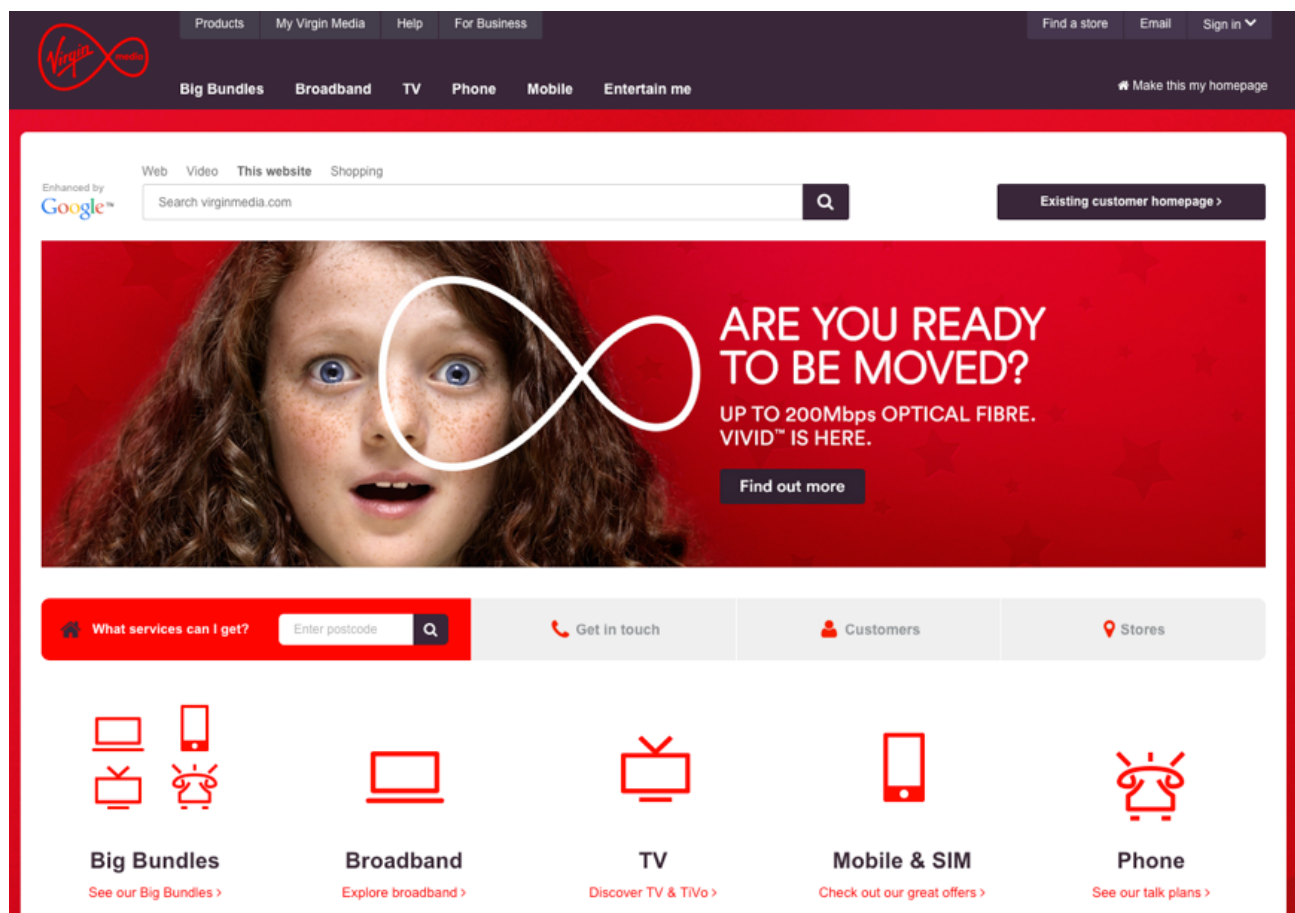 Products My Virgin Media Help For Business Find a store Email Sign in
Virgin media
Big Bundles Broadband TV Phone Mobile Entertain me Make this my homepage
Web Video This website Shopping
Enhanced by
Google™ Search virginmedia.com Existing customer homepage >
ARE YOU READY
TO BE MOVED?
UP TO 200Mbps OPTICAL FIBRE.
VIVID™ IS HERE.
Find out more
What services can I get? Enter postcode Get in touch Customers Stores
Big Bundles Broadband TV Mobile & SIM Phone
See our Big Bundles > Explore broadband > Discover TV & TiVo > Check out our great offers > See our talk plans >